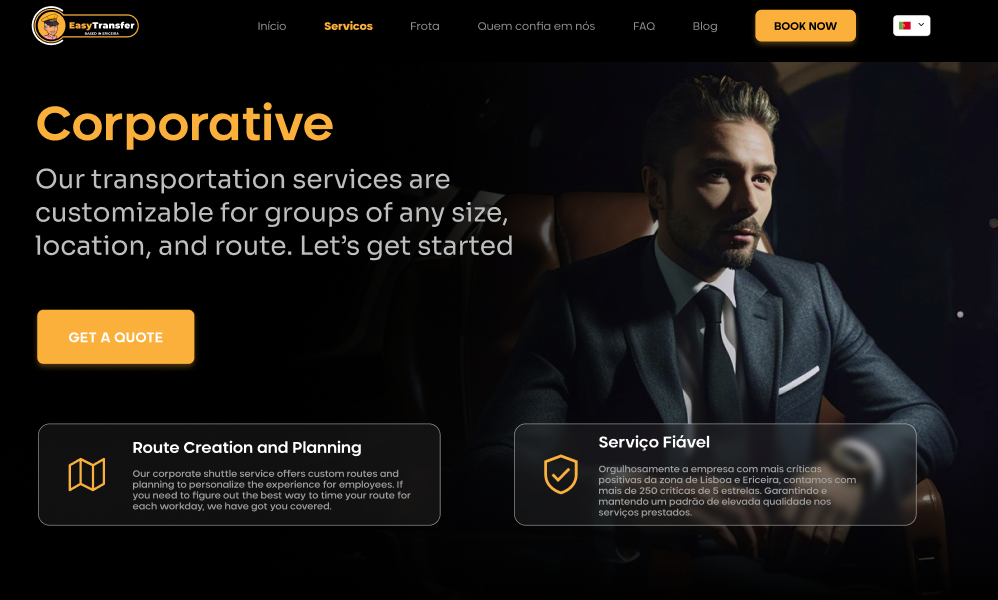 EasyTransfer
BASED IN ERICEIRA
Início
Servicos
Frota
Quem confia em nós
FAQ
Blog
BOOK NOW
Corporative
Our transportation services are
customizable for groups of any size,
location, and route. Let’s get started
GET A QUOTE
Route Creation and Planning
Our corporate shuttle service offers custom routes and
planning to personalize the experience for employees. If
you need to figure out the best way to time your route for
each workday, we have got you covered.
Serviço Fiável
Orgulhosamente a empresa com mais críticas
positivas da zona de Lisboa e Ericeira, contamos com
mais de 250 criticas de 5 estrelas. Garantindo e
mantendo um padrão de elevada qualidade nos
serviços prestados.